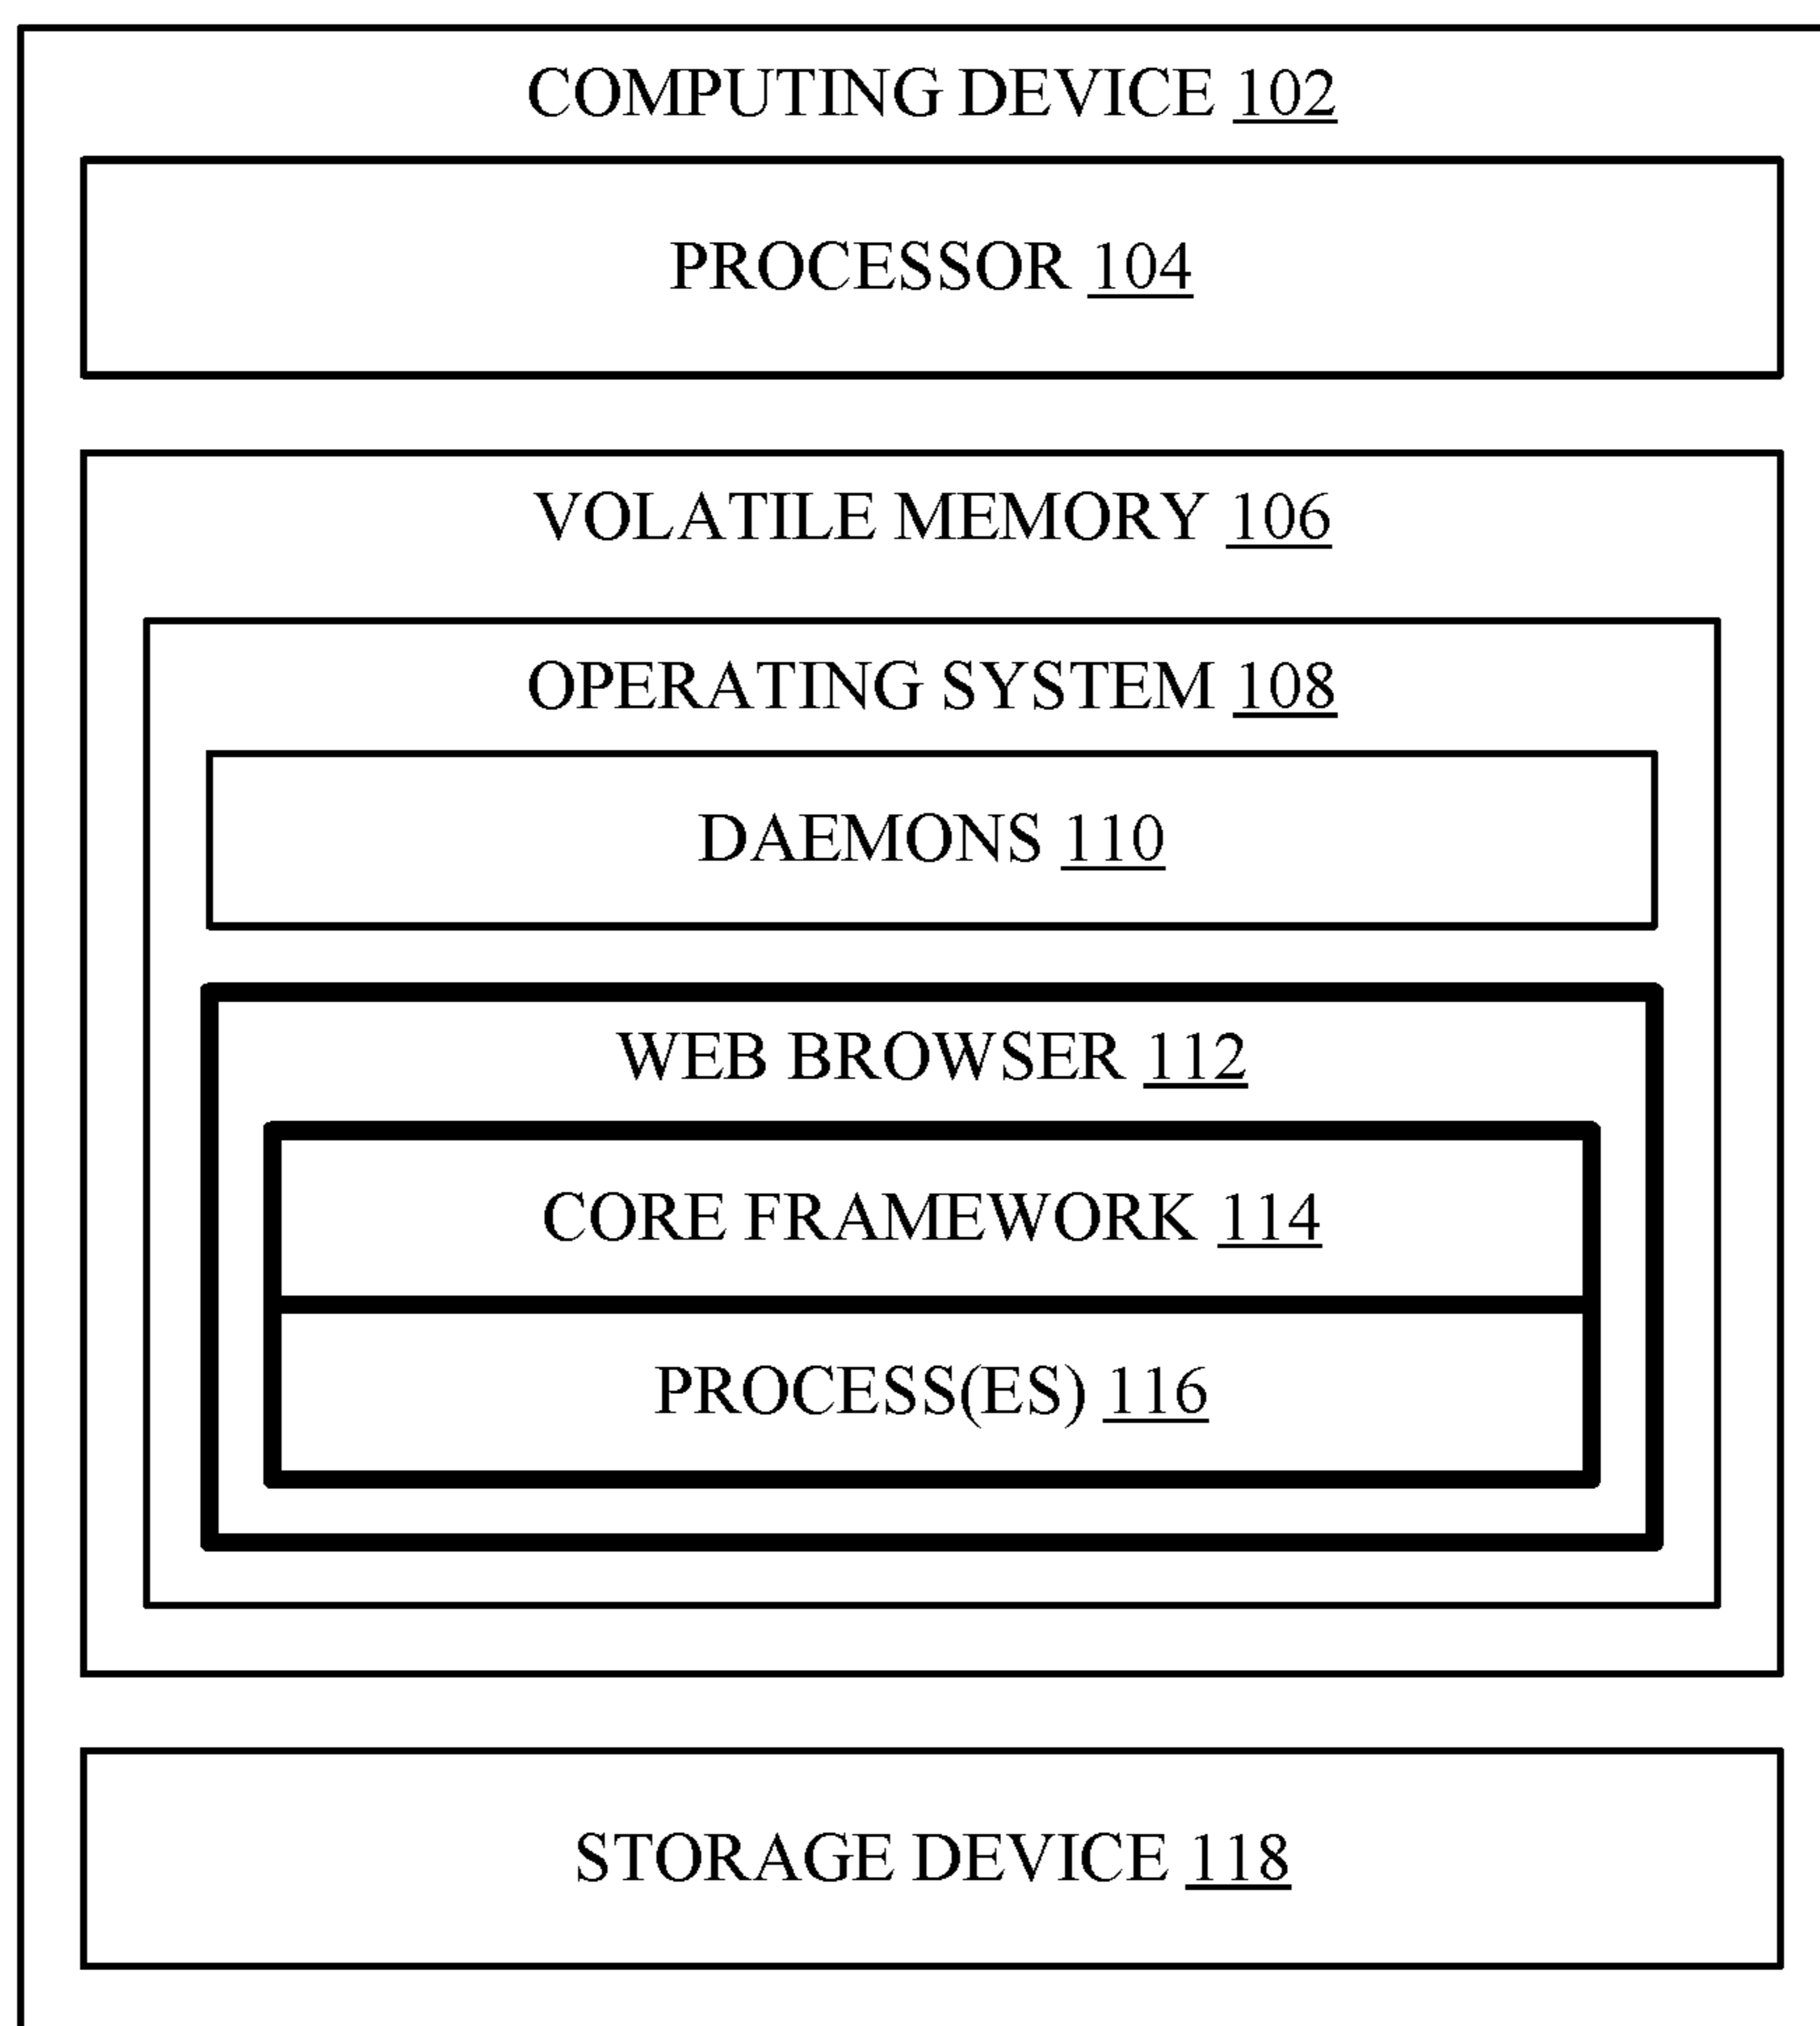 COMPUTING DEVICE 102
PROCESSOR 104
VOLATILE MEMORY 106
OPERATING SYSTEM 108
DAEMONS 110
WEB BROWSER 112
CORE FRAMEWORK 114
PROCESS(ES) 116
STORAGE DEVICE 118